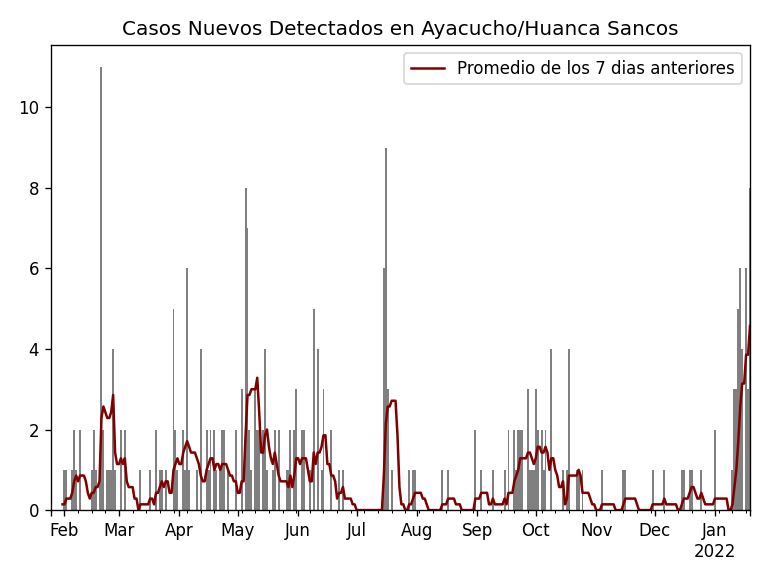 Casos Nuevos Detectados en Ayacucho/Huanca Sancos
Promedio de los 7 dias anteriores
10
8
6
4
2
0
Feb Mar Apr May Jun Jul Aug Sep Oct Nov Dec Jan
2022